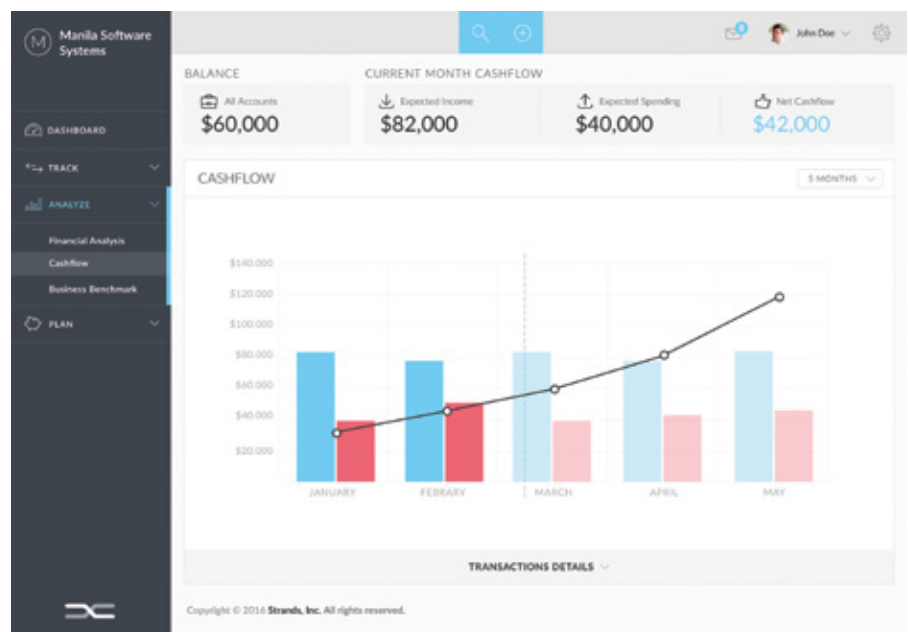 M
Manila Software
Systems
John Doe
BALANCE
CURRENT MONTH CASHFLOW
All Accounts
$60,000
Expected Income
$82,000
Expected Spending
$40,000
Net Cashflow
$42,000
DASHBOARD
TRACK
ANALYZE
Financial Analysis
Cashflow
Business Benchmark
PLAN
CASHFLOW
5 MONTHS
$140.000
$120.000
$100.000
$80.000
$60.000
$40.000
$20.000
JANUARY
FEBRARY
MARCH
APRIL
MAY
TRANSACTIONS DETAILS
Copyright © 2016 Strands, Inc. All rights reserved.